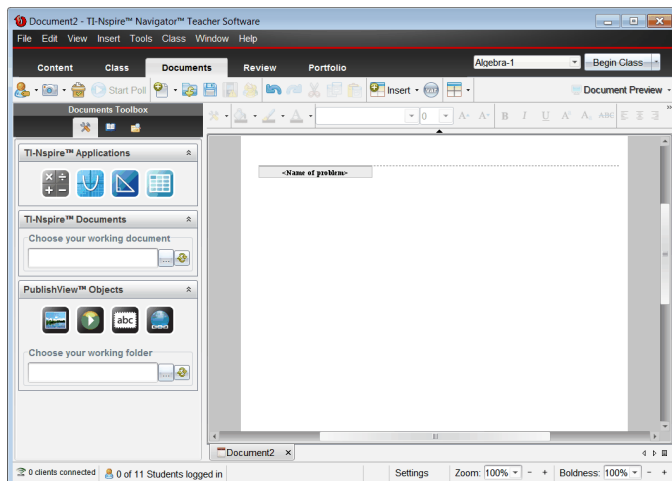 Document2 - TI-Nspire™ Navigator™ Teacher Software
File Edit View Insert Tools Class Window Help
Content Class Documents Review Portfolio Algebra-1 Begin Class
Start Poll Insert Document Preview
Documents Toolbox
0 A+ A- B I U ABC
TI-Nspire™ Applications
<Name of problem>
TI-Nspire™ Documents
Choose your working document
...
PublishView™ Objects
abc
Choose your working folder
...
Document2 x
0 clients connected 0 of 11 Students logged in Settings Zoom: 100% - + Boldness: 100% - +